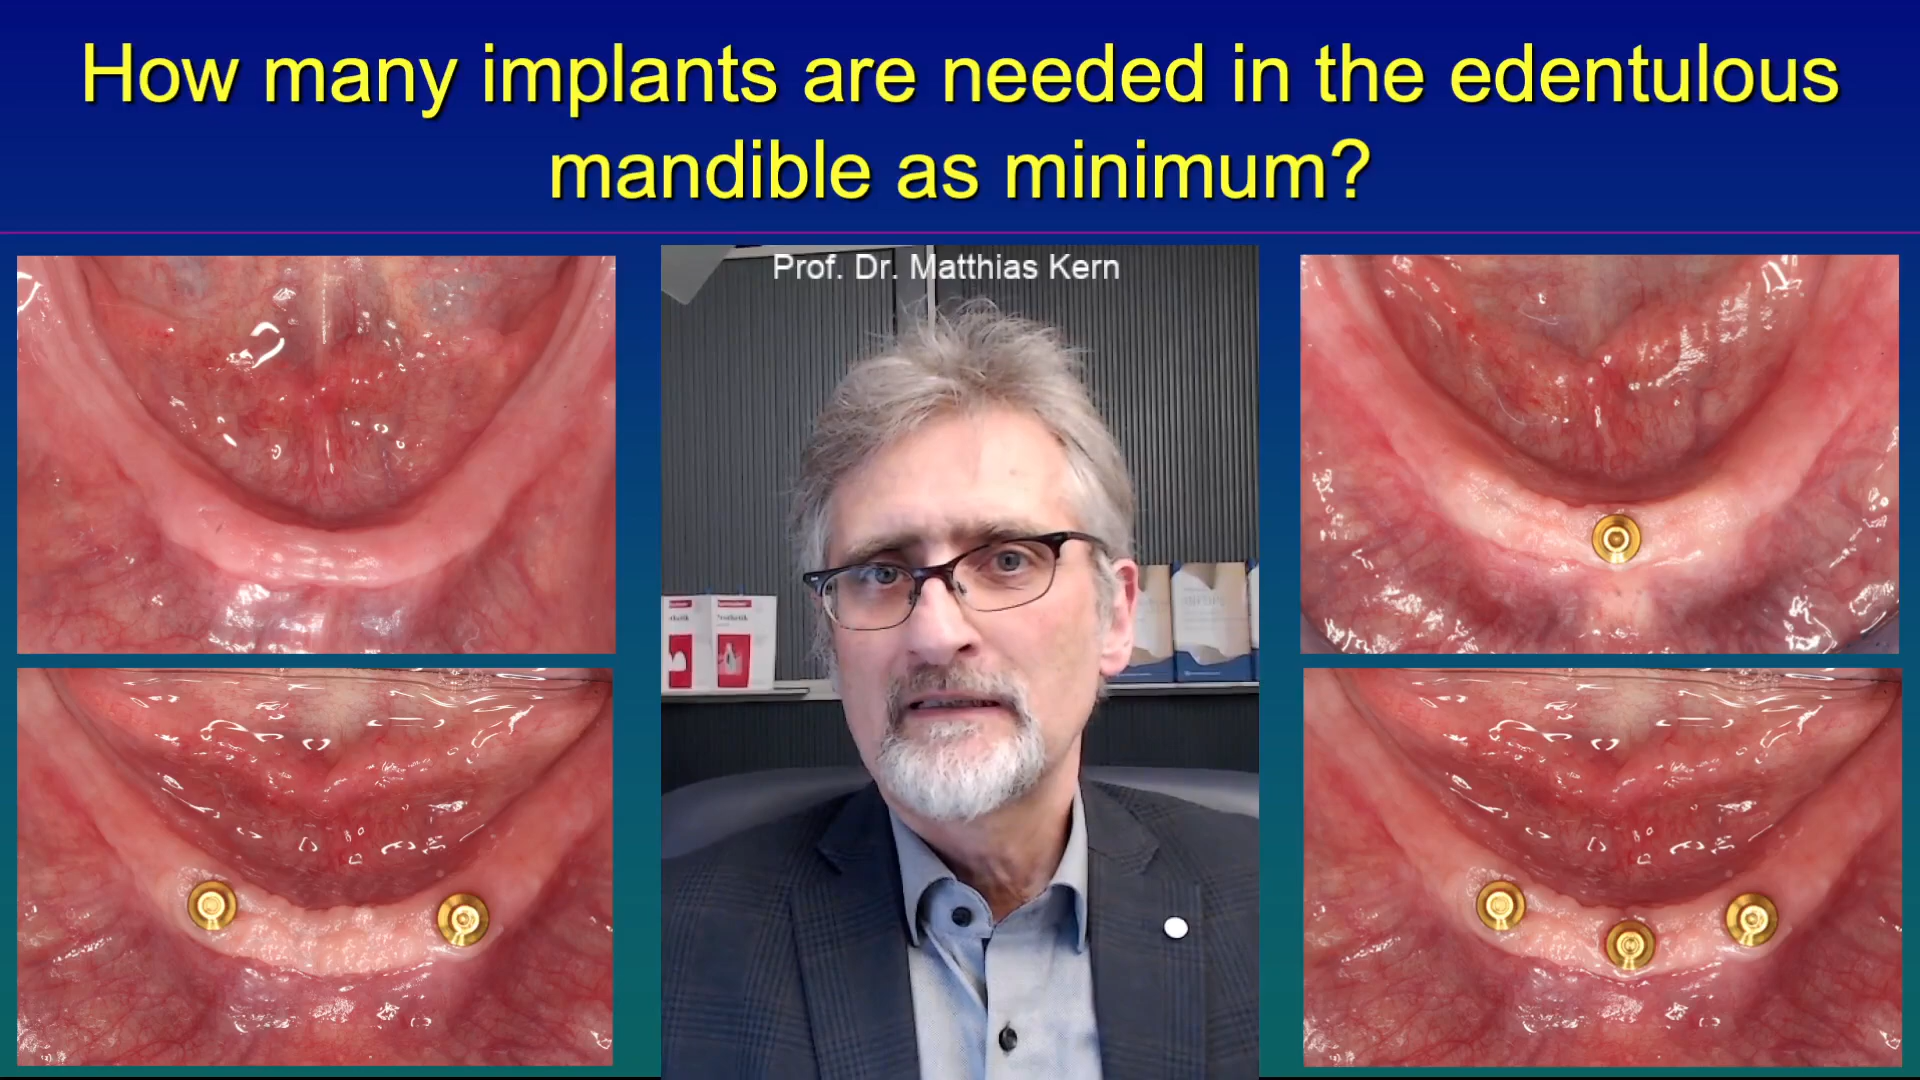 How many implants are needed in the edentulous
mandible as minimum?
Prof. Dr. Matthias Kern